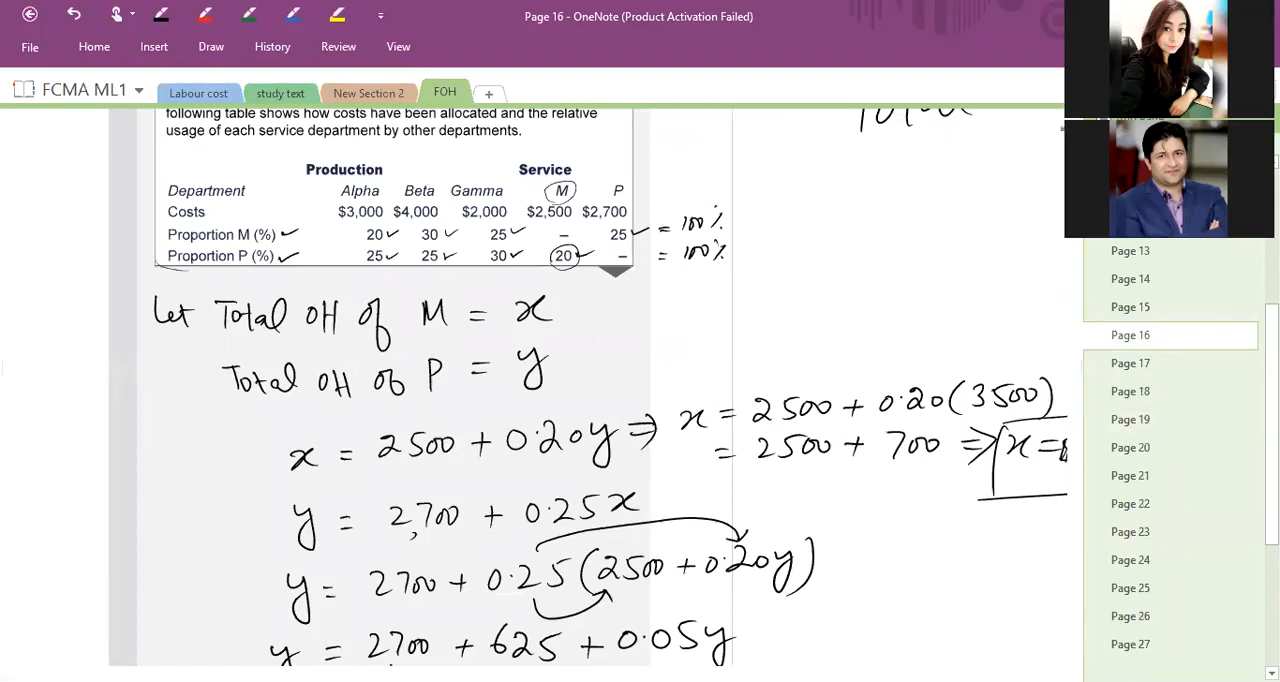 Page 16 - OneNote (Product Activation Failed)
File Home Insert Draw History Review View
FCMA ML1 Labour cost study text New Section 2 FOH +
following table shows how costs have been allocated and the relative
usage of each service department by other departments.
Total
Production Service
Department Alpha Beta Gamma M P
Costs $3,000 $4,000 $2,000 $2,500 $2,700
Proportion M (%) 20 30 25 – 25 = 100%
Proportion P (%) 25 25 30 20 – = 100%
Let Total OH of M = x
Total OH of P = y
x = 2500 + 0.20y ⇒ x = 2500 + 0.20(3500)
= 2500 + 700 ⇒ x =
y = 2,700 + 0.25x
y = 2700 + 0.25(2500 + 0.20y)
y = 2700 + 625 + 0.05y
Page 13
Page 14
Page 15
Page 16
Page 17
Page 18
Page 19
Page 20
Page 21
Page 22
Page 23
Page 24
Page 25
Page 26
Page 27